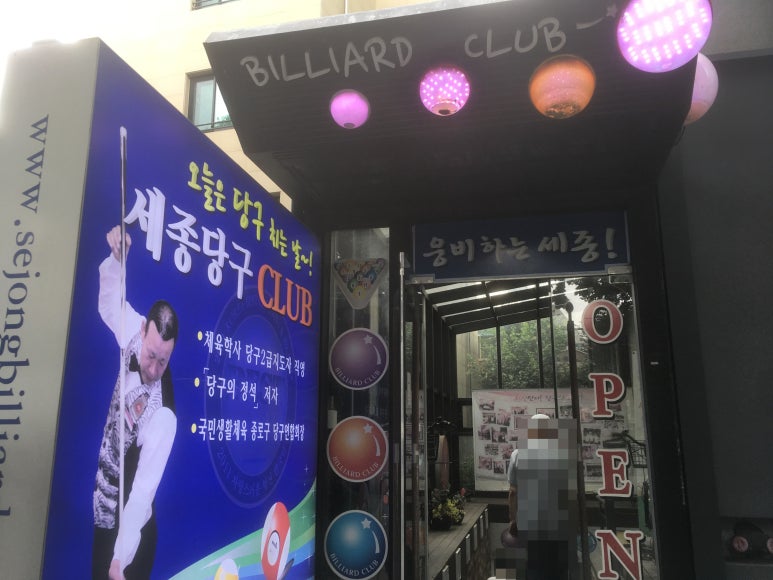 BILLIARD CLUB
www.sejongbilliard
오늘은 당구 치는 날~!
세종당구 CLUB
•체육학사 당구2급지도자 직영
•「당구의 정석」 저자
•국민생활체육 종로구 당구연합회장
웅비하는 세종!
BILLIARD CLUB
BILLIARD CLUB
BILLIARD CLUB
OPEN